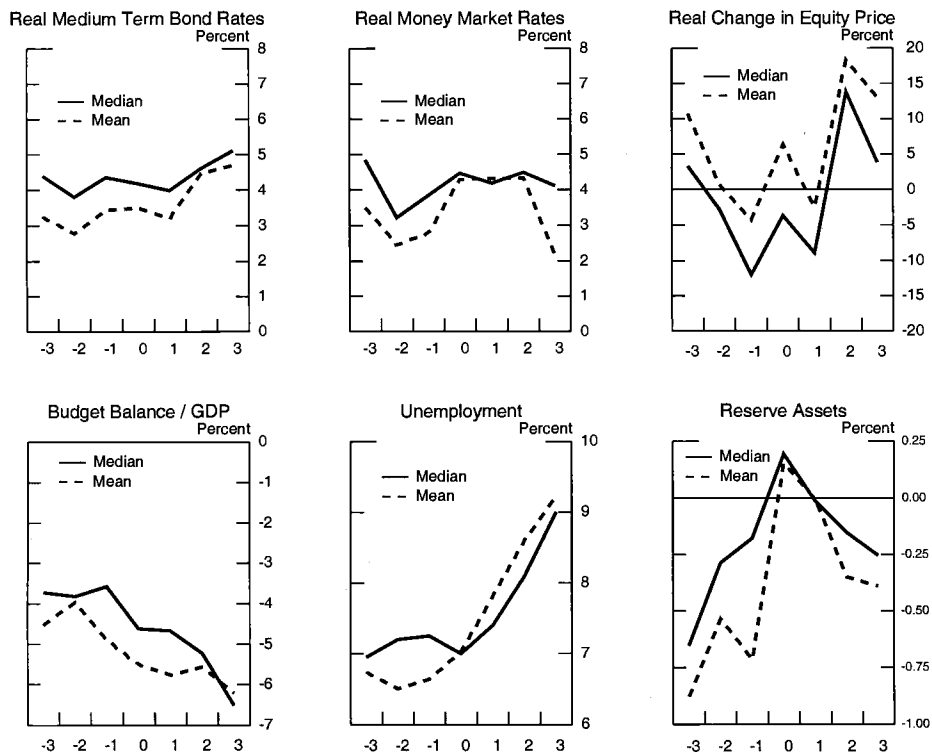 Real Medium Term Bond Rates
Percent
8
7
6
5
4
3
2
1
0
Median
Mean
-3 -2 -1 0 1 2 3
Real Money Market Rates
Percent
8
7
6
5
4
3
2
1
0
Median
Mean
-3 -2 -1 0 1 2 3
Real Change in Equity Price
Percent
20
15
10
5
0
-5
-10
-15
-20
Median
Mean
-3 -2 -1 0 1 2 3
Budget Balance / GDP
Percent
0
-1
-2
-3
-4
-5
-6
-7
Median
Mean
-3 -2 -1 0 1 2 3
Unemployment
Percent
10
9
8
7
6
Median
Mean
-3 -2 -1 0 1 2 3
Reserve Assets
Percent
0.25
0.00
-0.25
-0.50
-0.75
-1.00
Median
Mean
-3 -2 -1 0 1 2 3